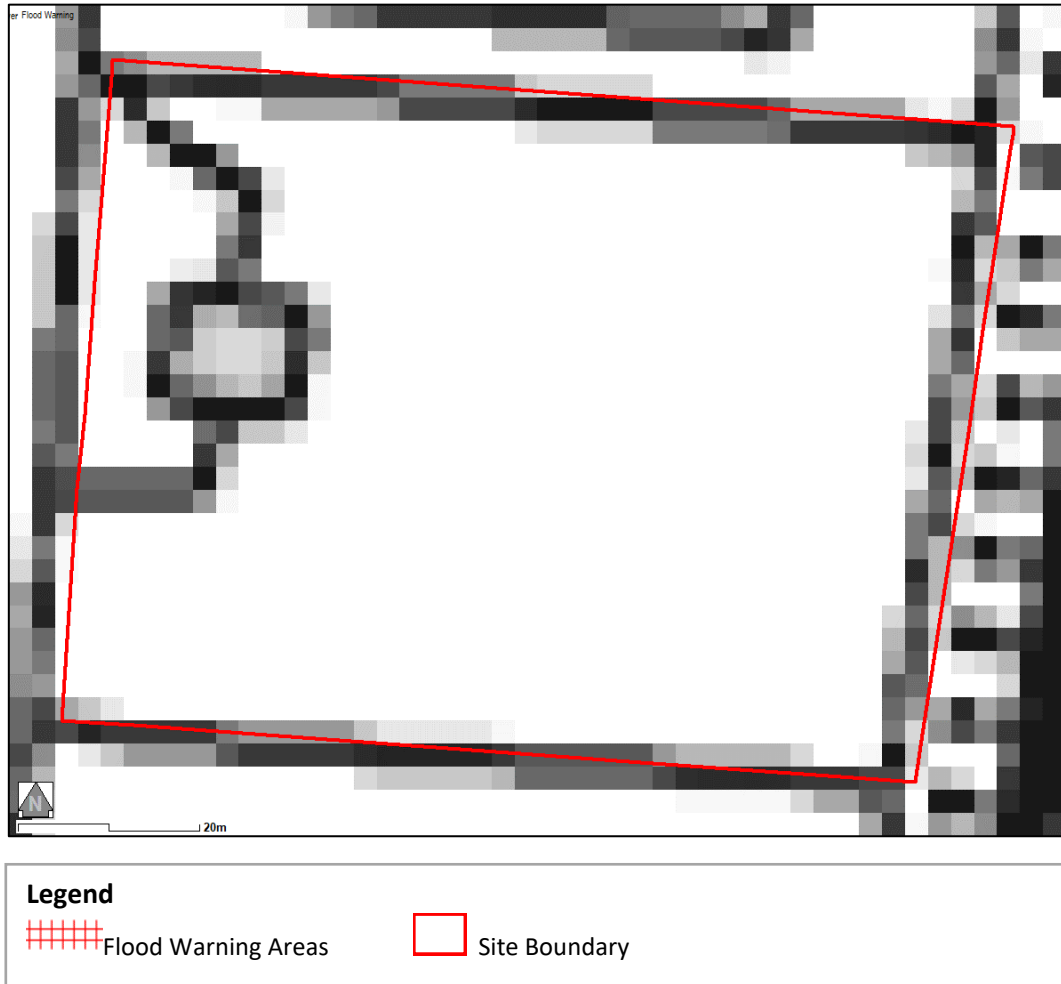 er Flood Warning
N
20m
Legend
Flood Warning Areas
Site Boundary